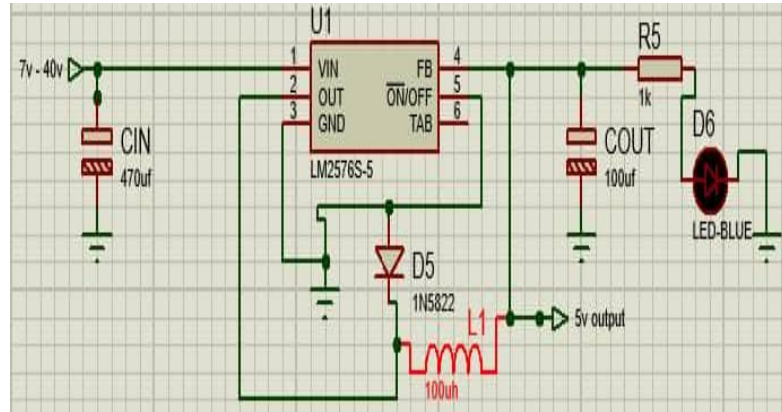 U1
7v - 40v
1 VIN FB 4
2 OUT ON/OFF 5
3 GND TAB 6
LM2576S-5
CIN
470uf
R5
1k
COUT
100uf
D6
LED-BLUE
D5
1N5822
L1
100uh
5v output